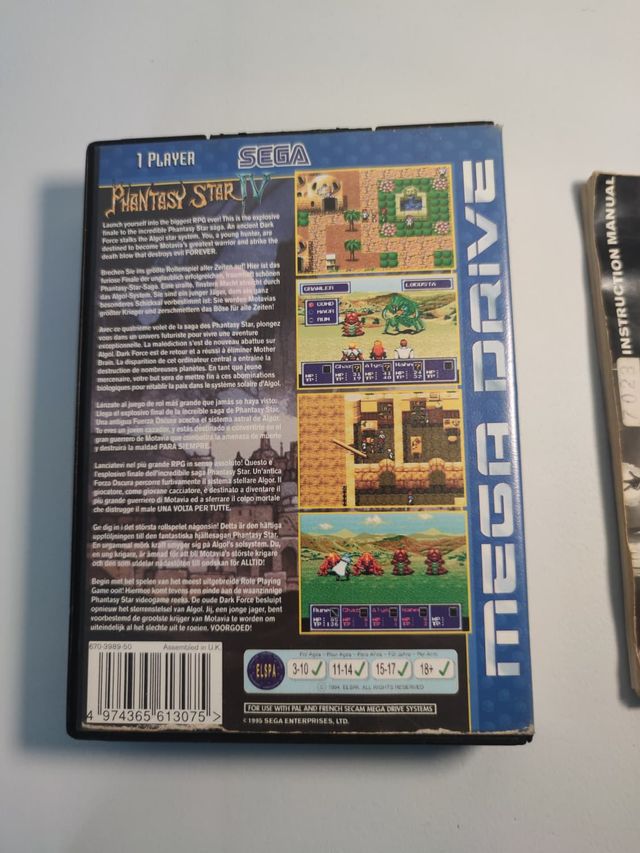 1 PLAYER
SEGA
PHANTASY STAR IV
Launch yourself into the biggest RPG ever! This is the explosive
finale to the incredible Phantasy Star saga. An ancient Dark
Force stalks the Algol star system. You, a young hunter, are
destined to become Motavia's greatest warrior and strike the
death blow that destroys evil FOREVER.
Brechen Sie ins größte Rollenspiel aller Zeiten auf! Hier ist das
furiose Finale der unglaublich erfolgreichen, traumhaft schönen
Phantasy-Star-Saga. Eine uralte, finstere Macht streicht durch
das Algol-System. Sie sind ein junger Jäger, dem ein ganz
besonderes Schicksal vorbestimmt ist: Sie werden Motavias
größter Krieger und zerschmettern das Böse für alle Zeiten!
Avec ce quatrième volet de la saga des Phantasy Star, plongez
vous dans un univers futuriste pour vivre une aventure
exceptionelle. La malédiction s'est de nouveau abattue sur
Algol. Dark Force est de retour et a réussi à éliminer Mother
Brain. La disparition de cet ordinateur central a entrainé la
destruction de nombreuses planètes. En tant que jeune
mercenaire, votre but sera de mettre fin à ces abominations
biologiques pour rétablir la paix dans le système solaire d'Algol.
Lánzate al juego de rol más grande que jamás se haya visto.
Llega el explosivo final de la increíble saga de Phantasy Star.
Una antigua Fuerza Oscura acecha el sistema astral de Algol.
Tú eres un joven cazador, y estás destinado a convertirte en el
gran guerrero de Motavia que combatirá la amenaza de muerte
y destruirá la maldad PARA SIEMPRE.
Lanciatevi nel più grande RPG in senso assoluto! Questo è
l'explosivo finale dell'incredible saga Phantasy Star. Un'antica
Forza Oscura percorre furtivamente il sistema stellare Algor. Il
giocatore, come giovane cacciatore, è destinato a diventare il
più grande guerriero di Motavia ed a sferrare il colpo mortale
che distrugge il male UNA VOLTA PER TUTTE.
Ge dig in i det största rollspelet någonsin! Detta är den häftiga
uppföljningen till den fantastiska hjältesagan Phantasy Star.
En urgammal mörk kraft smyger sig på Algol's solsystem. Du,
en ung krigare, är ämnad för att bli Motavia's störste krigare
och den som utdelar nådestöten till ondskan för ALLTID!
Begin met het spelen van het meest uitgebreide Role Playing
Game ooit! Hiermee komt tevens een einde aan de waanzinnige
Phantasy Star videogame reeks. De oude Dark Force besluipt
opnieuw het sterrenstelsel van Algol. Jij, een jonge jager, bent
voorbestemd de grootste krijger van Motavia te worden om
uiteindelijk al het slechte uit te roeien. VOORGOED!
CRAWLER
LOCUSTA
COMD
MACR
RUN
670-3989-50
Assembled in U.K.
4 974365 613075 >
ELSPA
3-10
11-14
15-17
18+
© 1994. ELSPA. ALL RIGHTS RESERVED
FOR USE WITH PAL AND FRENCH SECAM MEGA DRIVE SYSTEMS
© 1995 SEGA ENTERPRISES, LTD.
MEGA DRIVE
INSTRUCTION MANUAL